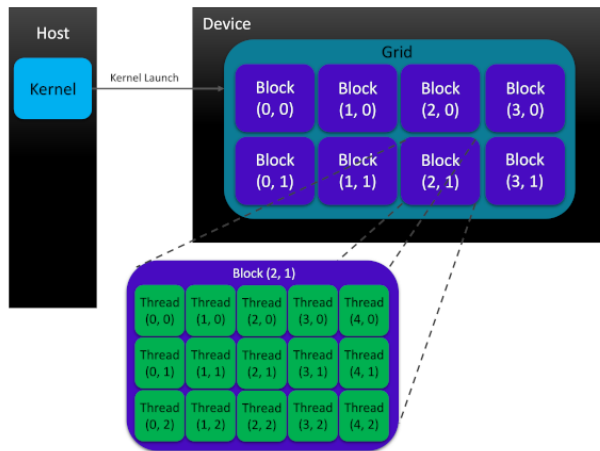 Host
Device
Kernel
Kernel Launch
Grid
Block
(0, 0)
Block
(1, 0)
Block
(2, 0)
Block
(3, 0)
Block
(0, 1)
Block
(1, 1)
Block
(2, 1)
Block
(3, 1)
Block (2, 1)
Thread
(0, 0)
Thread
(1, 0)
Thread
(2, 0)
Thread
(3, 0)
Thread
(4, 0)
Thread
(0, 1)
Thread
(1, 1)
Thread
(2, 1)
Thread
(3, 1)
Thread
(4, 1)
Thread
(0, 2)
Thread
(1, 2)
Thread
(2, 2)
Thread
(3, 2)
Thread
(4, 2)